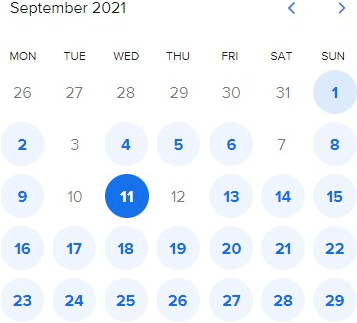 September 2021
MON TUE WED THU FRI SAT SUN
26 27 28 29 30 31 1
2 3 4 5 6 7 8
9 10 11 12 13 14 15
16 17 18 19 20 21 22
23 24 25 26 27 28 29